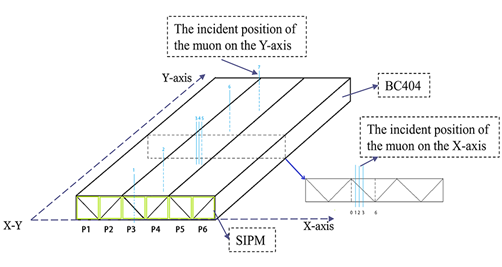 The incident position
of the muon on the Y-axis
Y-axis
BC404
The incident position of
the muon on the X-axis
X-Y
P1 P2 P3 P4 P5 P6
X-axis
SIPM
0 1 2 5 6